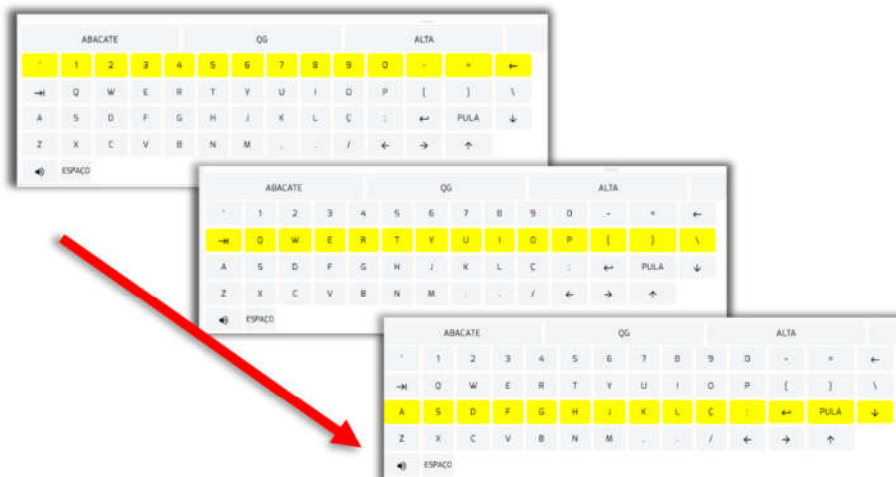 ABACATE QG ALTA
' 1 2 3 4 5 6 7 8 9 0 - = ←
Q W E R T Y U I O P [ ] \
A S D F G H J K L Ç ; ↵ PULA ↓
Z X C V B N M , . / ← → ↑
ESPAÇO
ABACATE QG ALTA
' 1 2 3 4 5 6 7 8 9 0 - = ←
Q W E R T Y U I O P [ ] \
A S D F G H J K L Ç ; ↵ PULA ↓
Z X C V B N M , . / ← → ↑
ESPAÇO
ABACATE QG ALTA
' 1 2 3 4 5 6 7 8 9 0 - = ←
Q W E R T Y U I O P [ ] \
A S D F G H J K L Ç ; ↵ PULA ↓
Z X C V B N M , . / ← → ↑
ESPAÇO